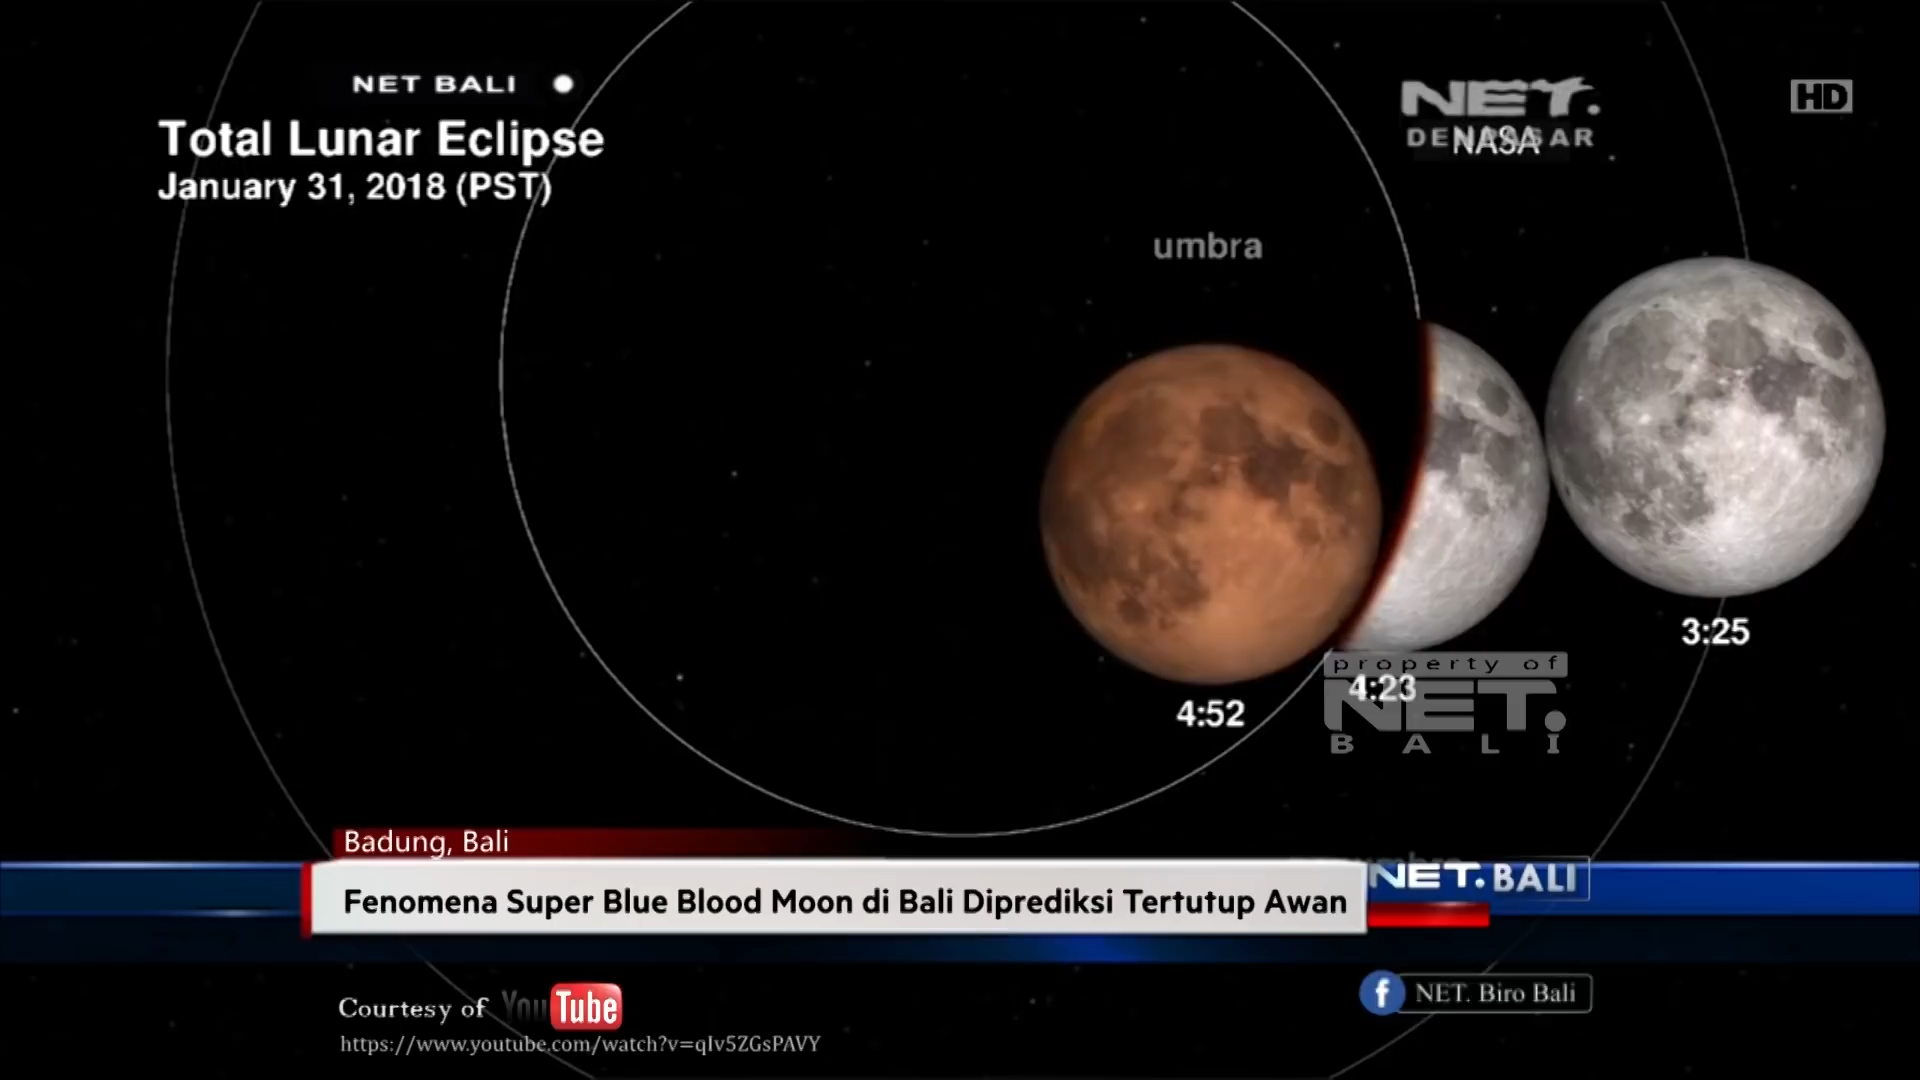 NET BALI
Total Lunar Eclipse
January 31, 2018 (PST)
NET.
DENPASAR
NASA
HD
umbra
3:25
4:23
4:52
property of
NET.
BALI
Badung, Bali
Fenomena Super Blue Blood Moon di Bali Diprediksi Tertutup Awan
NET. BALI
Courtesy of YouTube
https://www.youtube.com/watch?v=qIv5ZGsPAVY
f NET. Biro Bali